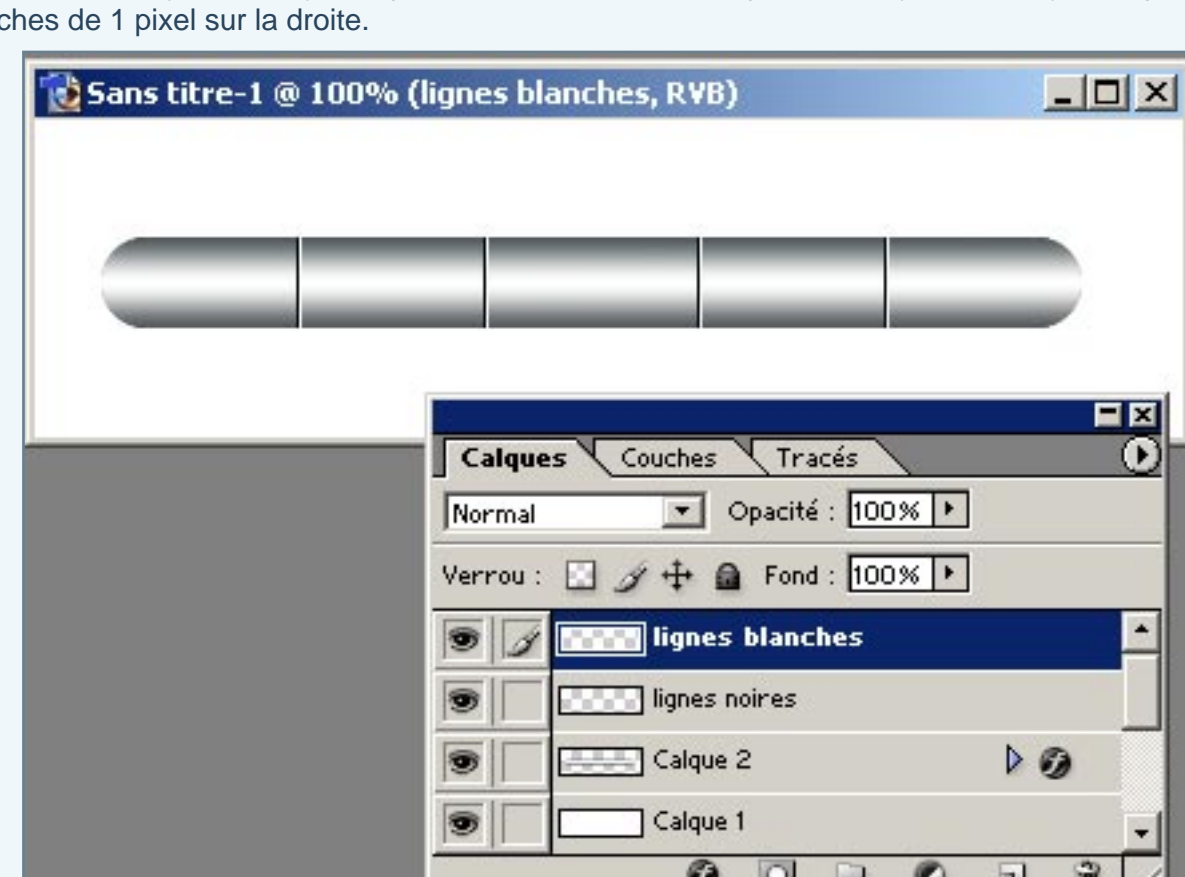 ches de 1 pixel sur la droite.
Sans titre-1 @ 100% (lignes blanches, RVB)
Calques Couches Tracés
Normal Opacité : 100%
Verrou : Fond : 100%
lignes blanches
lignes noires
Calque 2
Calque 1